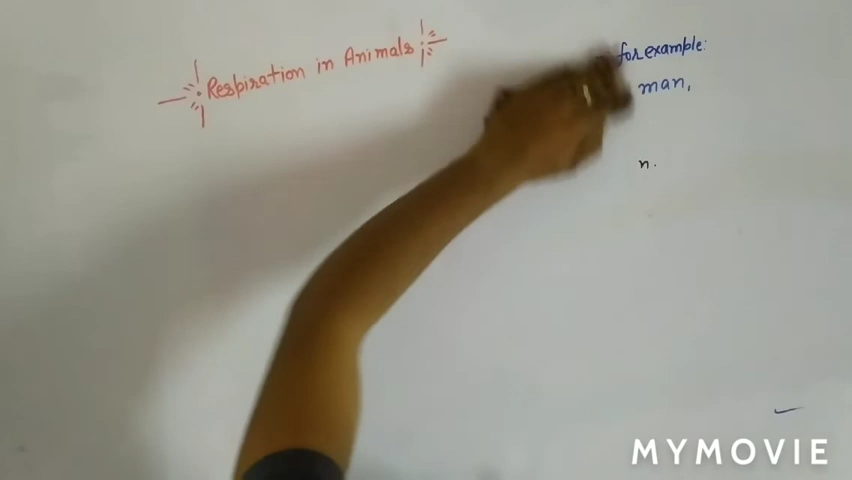 Respiration in Animals
for example:
man,
n.
MYMOVIE